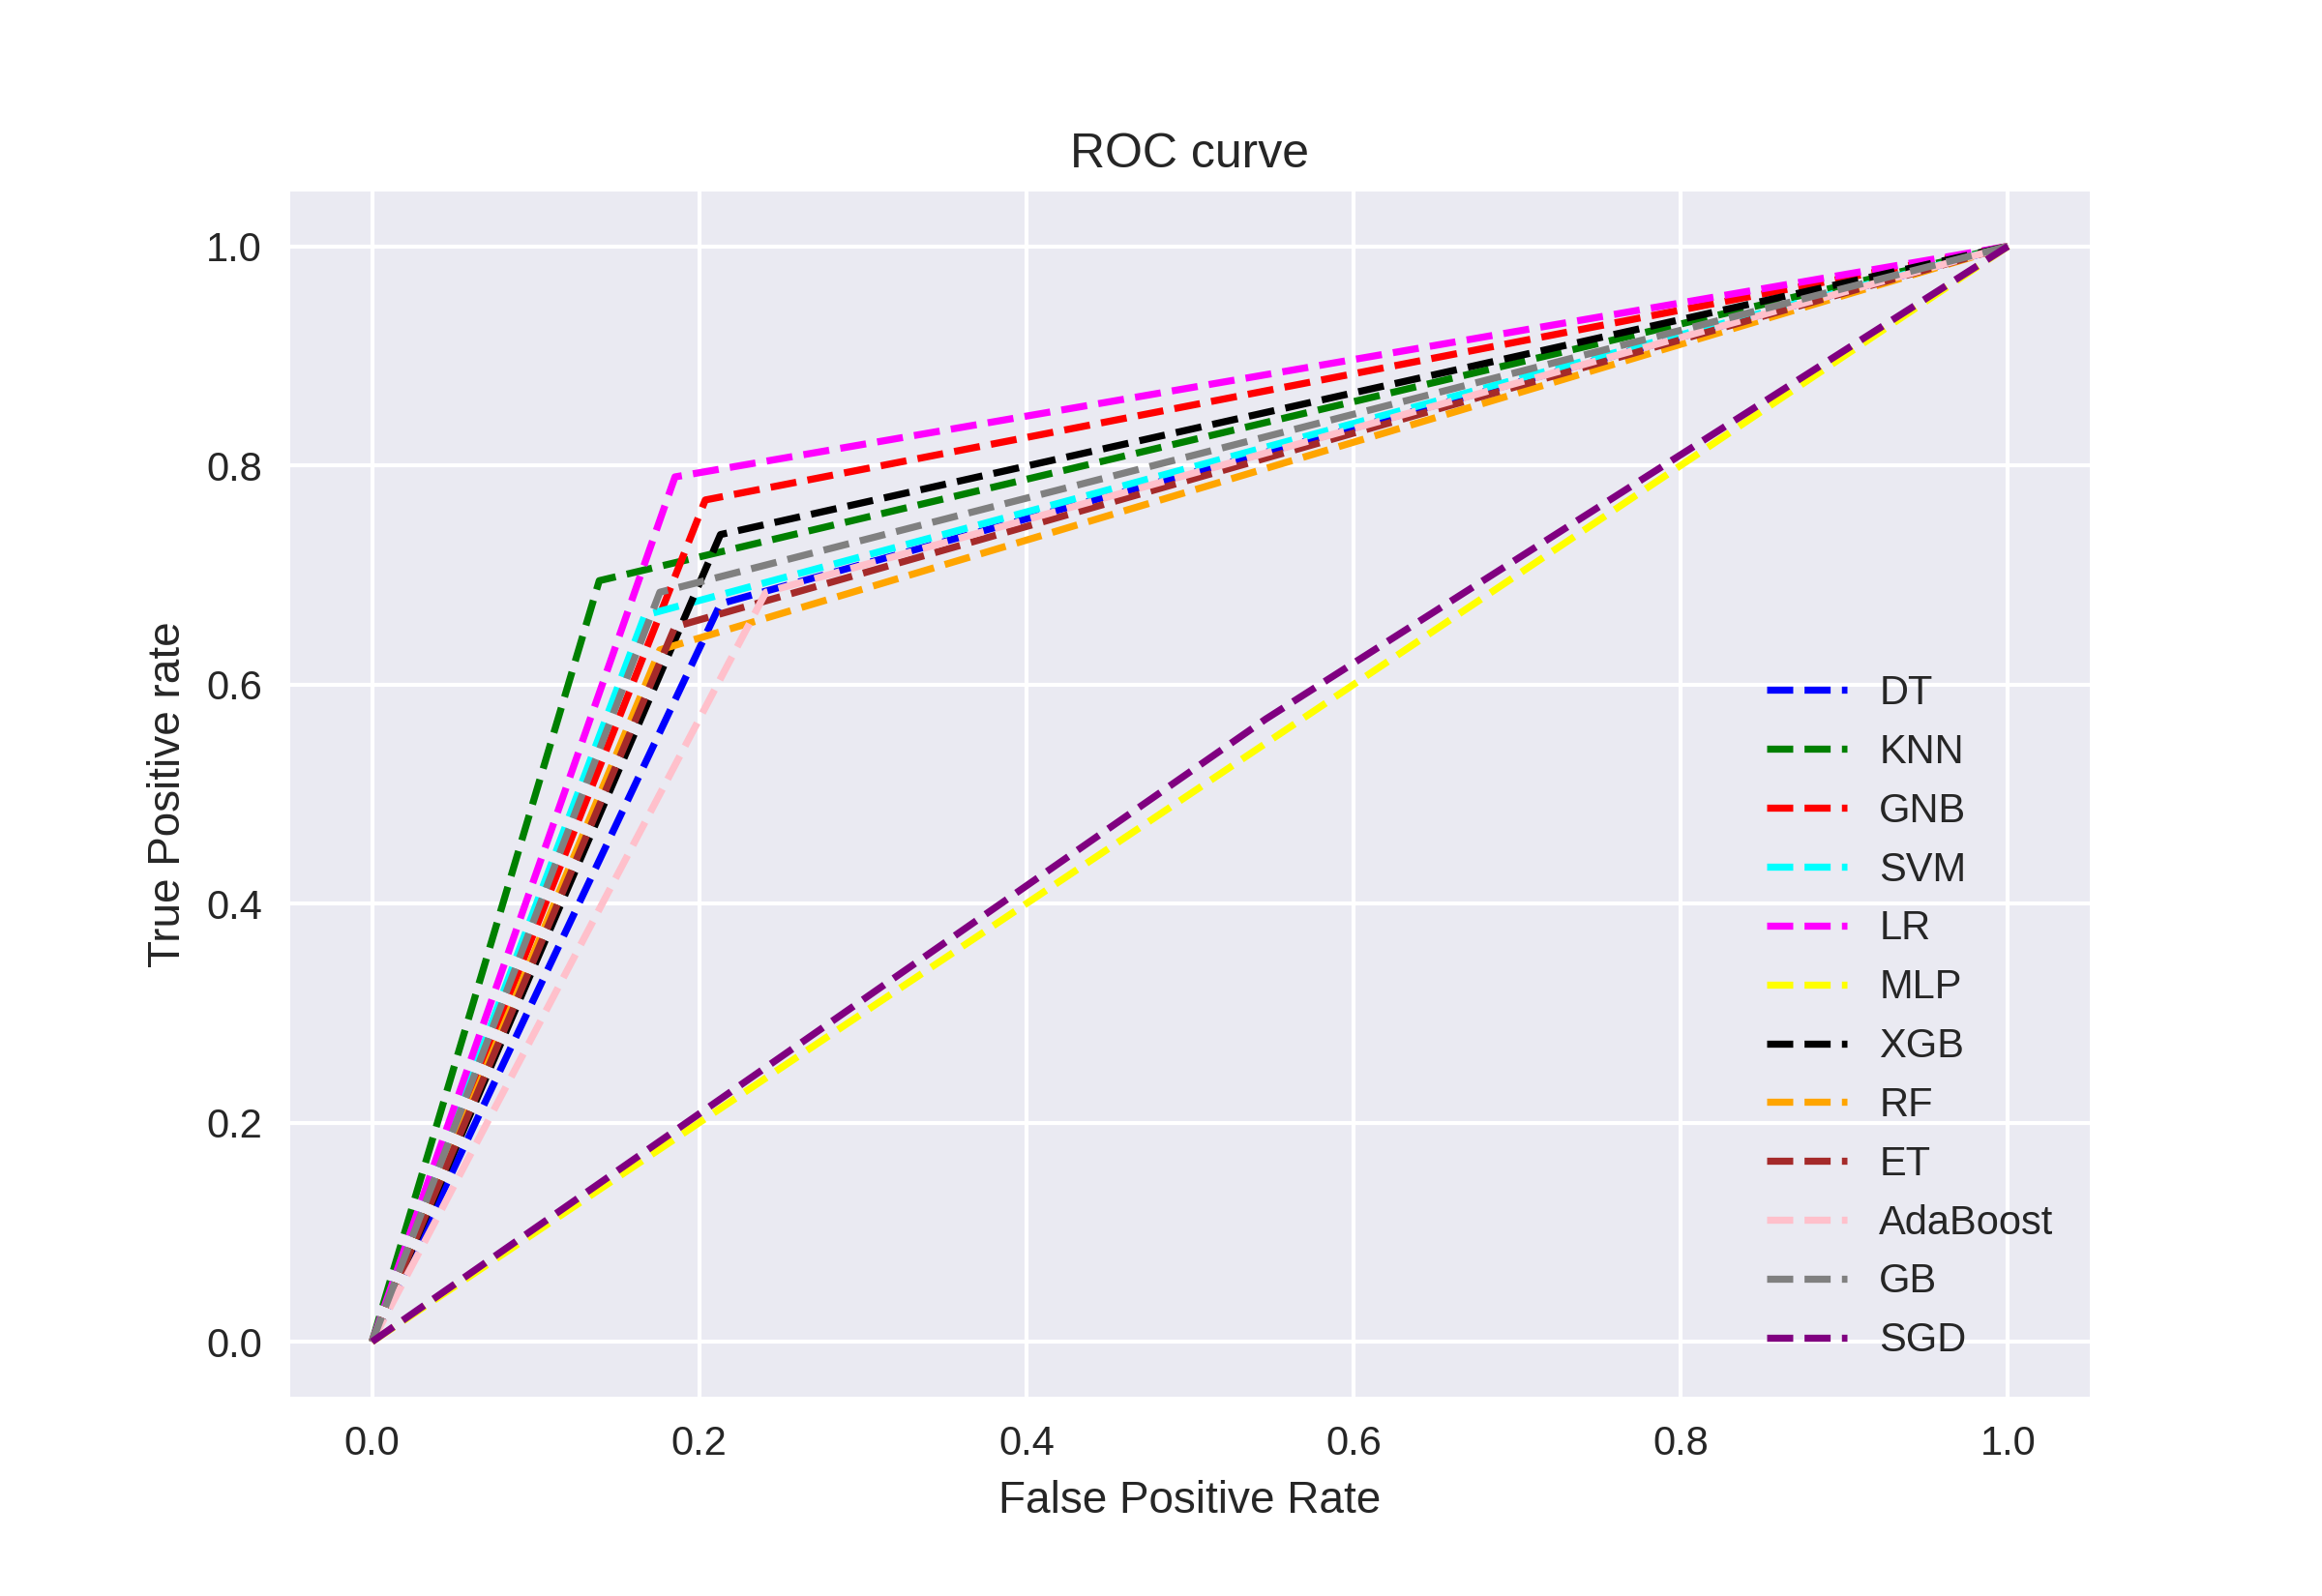 ROC curve
True Positive rate
1.0
0.8
0.6
0.4
0.2
0.0
DT
KNN
GNB
SVM
LR
MLP
XGB
RF
ET
AdaBoost
GB
SGD
0.0 0.2 0.4 0.6 0.8 1.0
False Positive Rate